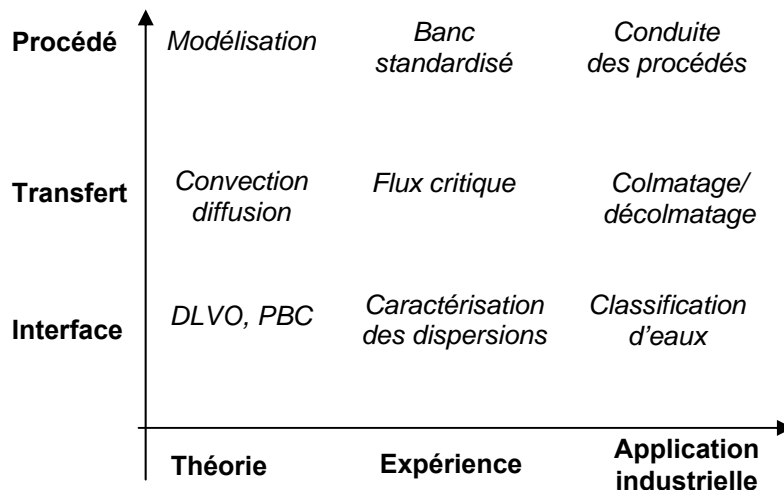 Procédé
Modélisation
Banc
standardisé
Conduite
des procédés
Transfert
Convection
diffusion
Flux critique
Colmatage/
décolmatage
Interface
DLVO, PBC
Caractérisation
des dispersions
Classification
d'eaux
Théorie
Expérience
Application
industrielle